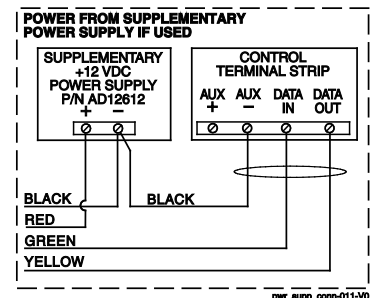 POWER FROM SUPPLEMENTARY
POWER SUPPLY IF USED
SUPPLEMENTARY
+12 VDC
POWER SUPPLY
P/N AD12612
+ −
CONTROL
TERMINAL STRIP
AUX AUX DATA DATA
+ − IN OUT
BLACK BLACK
RED
GREEN
YELLOW
pwr_supp_conn-011-V0